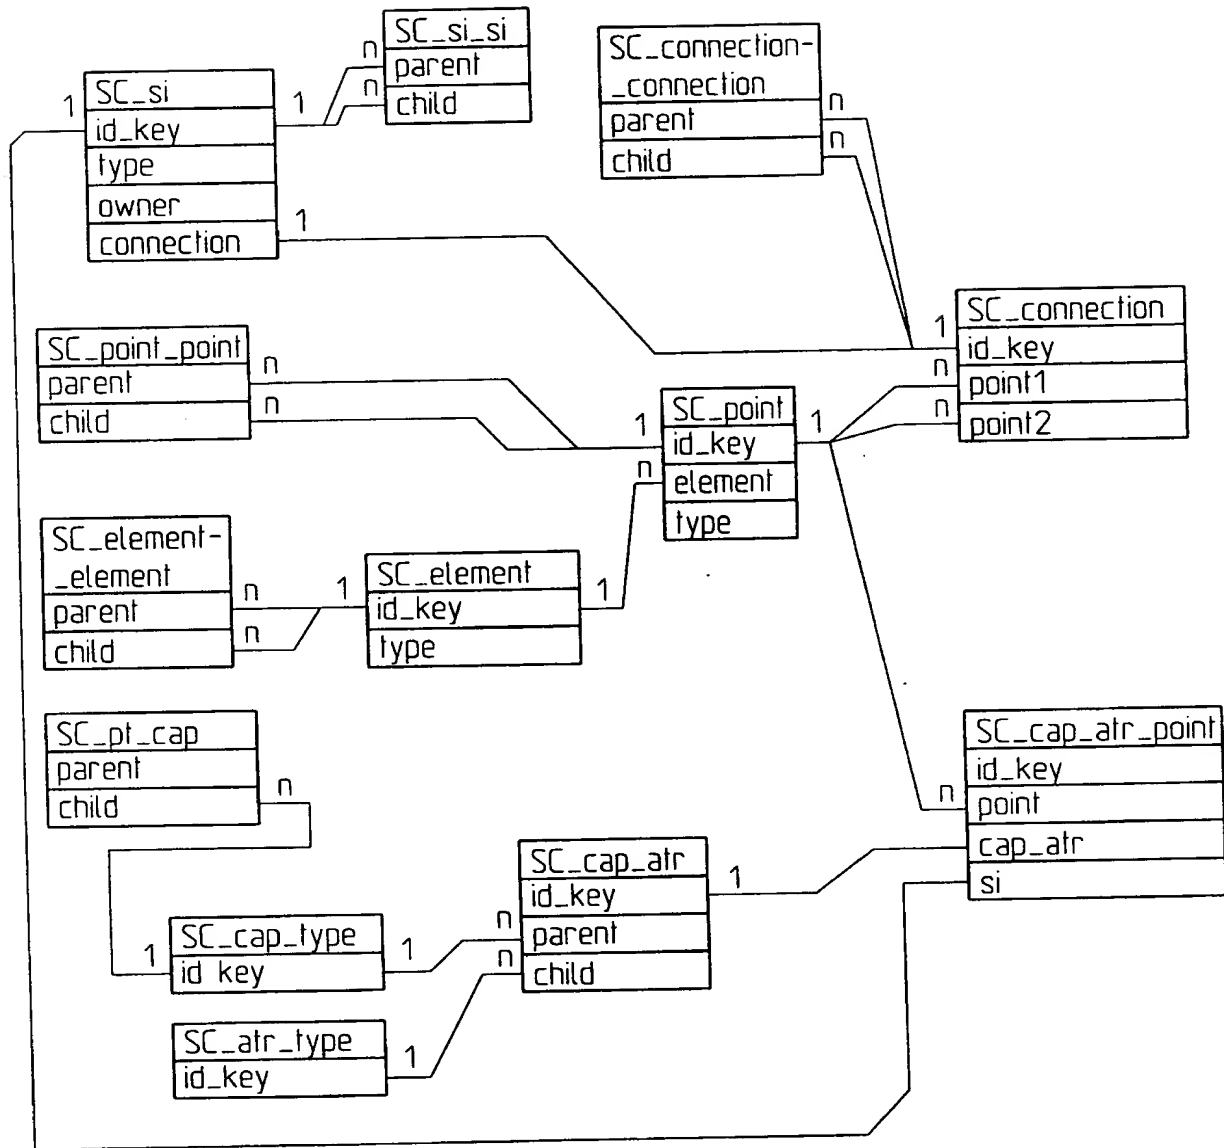 SC_si_si
parent
child
n
n
SC_connection-
_connection
parent
child
n
n
1
SC_si
id_key
type
owner
connection
1
1
SC_connection
id_key
point1
point2
1
n
n
SC_point_point
parent
child
n
n
SC_point
id_key
element
type
1
n
1
SC_element-
_element
parent
child
n
n
1
SC_element
id_key
type
1
SC_pt_cap
parent
child
n
SC_cap_atr_point
id_key
point
cap_atr
si
n
SC_cap_atr
id_key
parent
child
n
n
1
SC_cap_type
id key
1
1
SC_atr_type
id_key
1